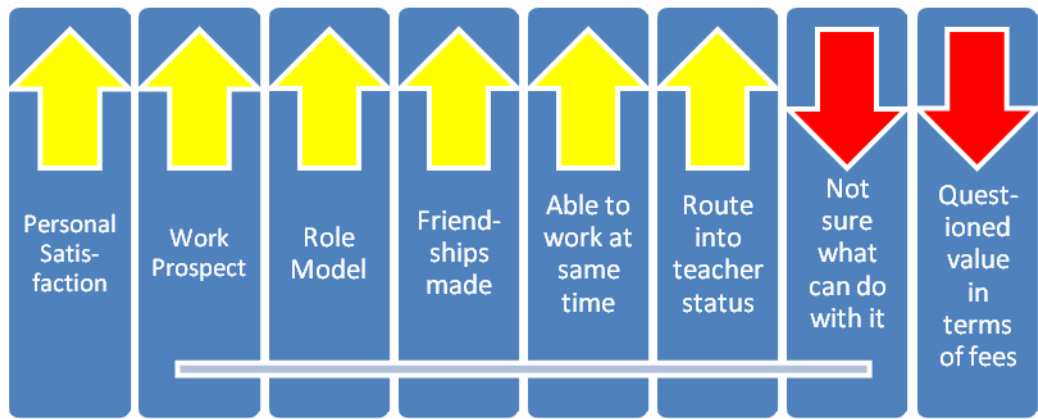 Personal
Satis-
faction
Work
Prospect
Role
Model
Friend-
ships
made
Able to
work at
same
time
Route
into
teacher
status
Not
sure
what
can do
with it
Quest-
ioned
value
in
terms
of fees